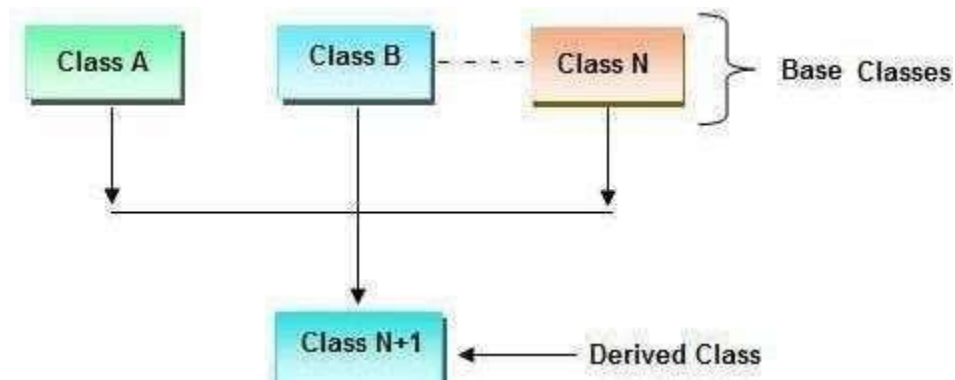 Class A
Class B
Class N
Base Classes
Class N+1
Derived Class